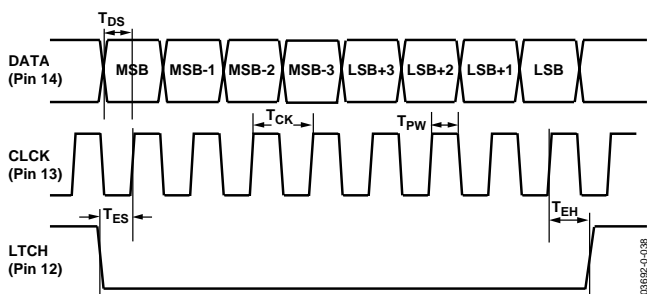 TDS
DATA
(Pin 14)
MSB MSB-1 MSB-2 MSB-3 LSB+3 LSB+2 LSB+1 LSB
TCK
TPW
CLCK
(Pin 13)
TES
TEH
LTCH
(Pin 12)
03692-0-038